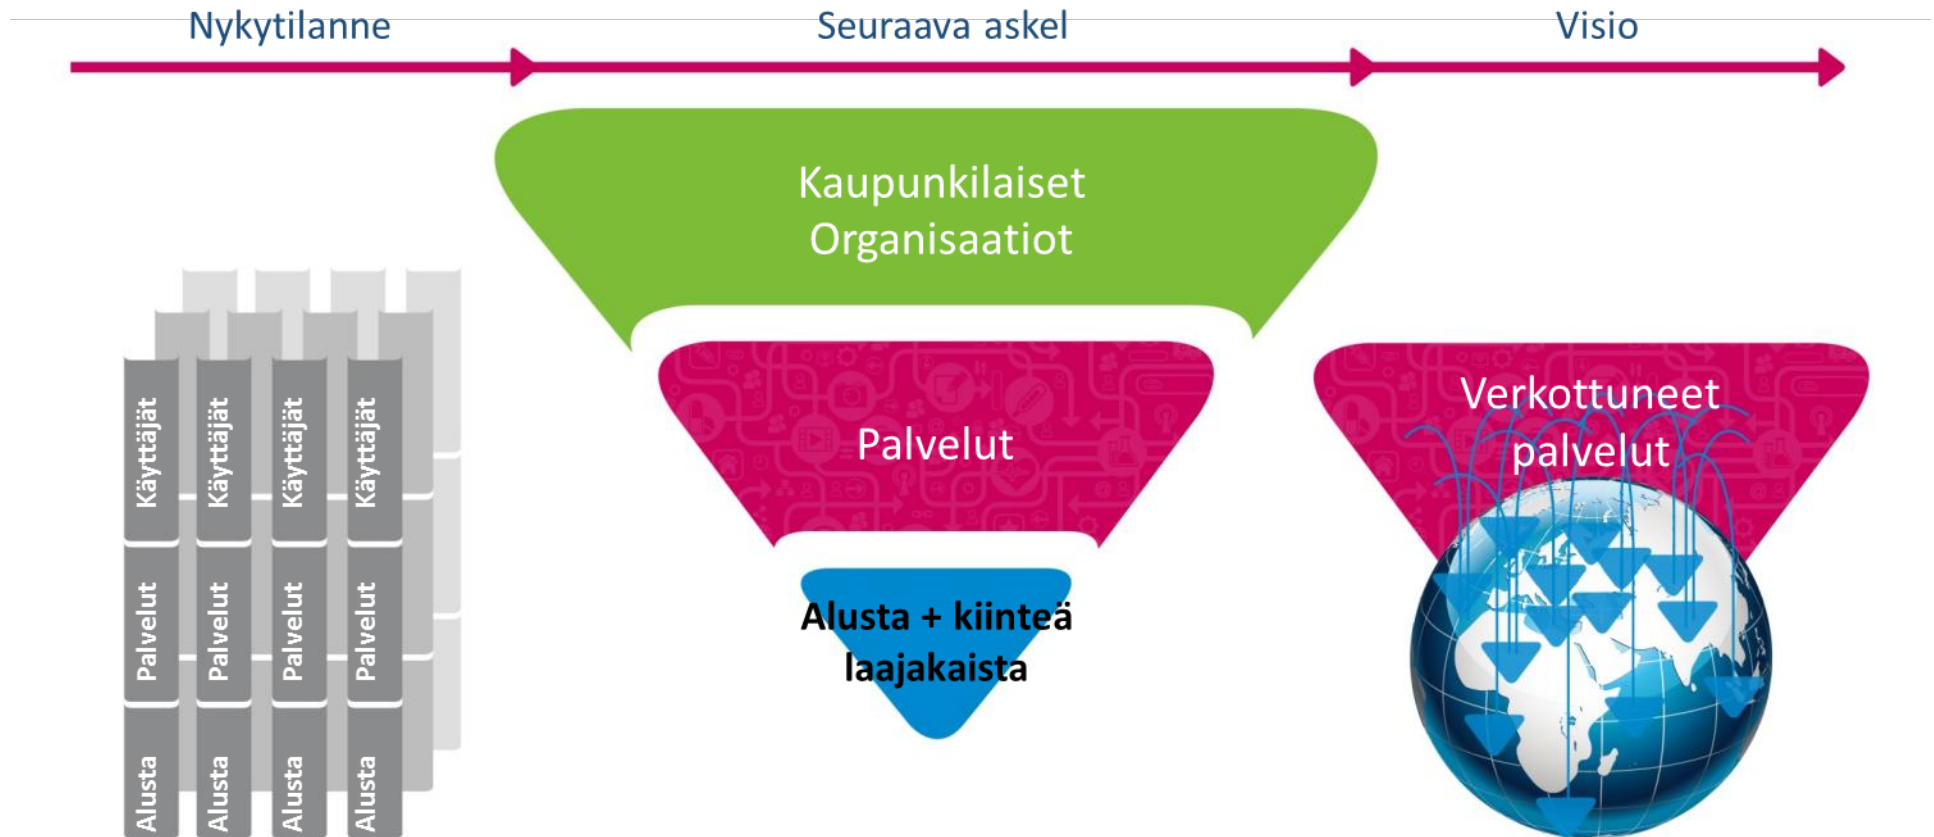 Nykytilanne
Seuraava askel
Visio
Kaupunkilaiset
Organisaatiot
Palvelut
Alusta + kiinteä
laajakaista
Verkottuneet
palvelut
Käyttäjät
Käyttäjät
Käyttäjät
Käyttäjät
Palvelut
Palvelut
Palvelut
Palvelut
Alusta
Alusta
Alusta
Alusta